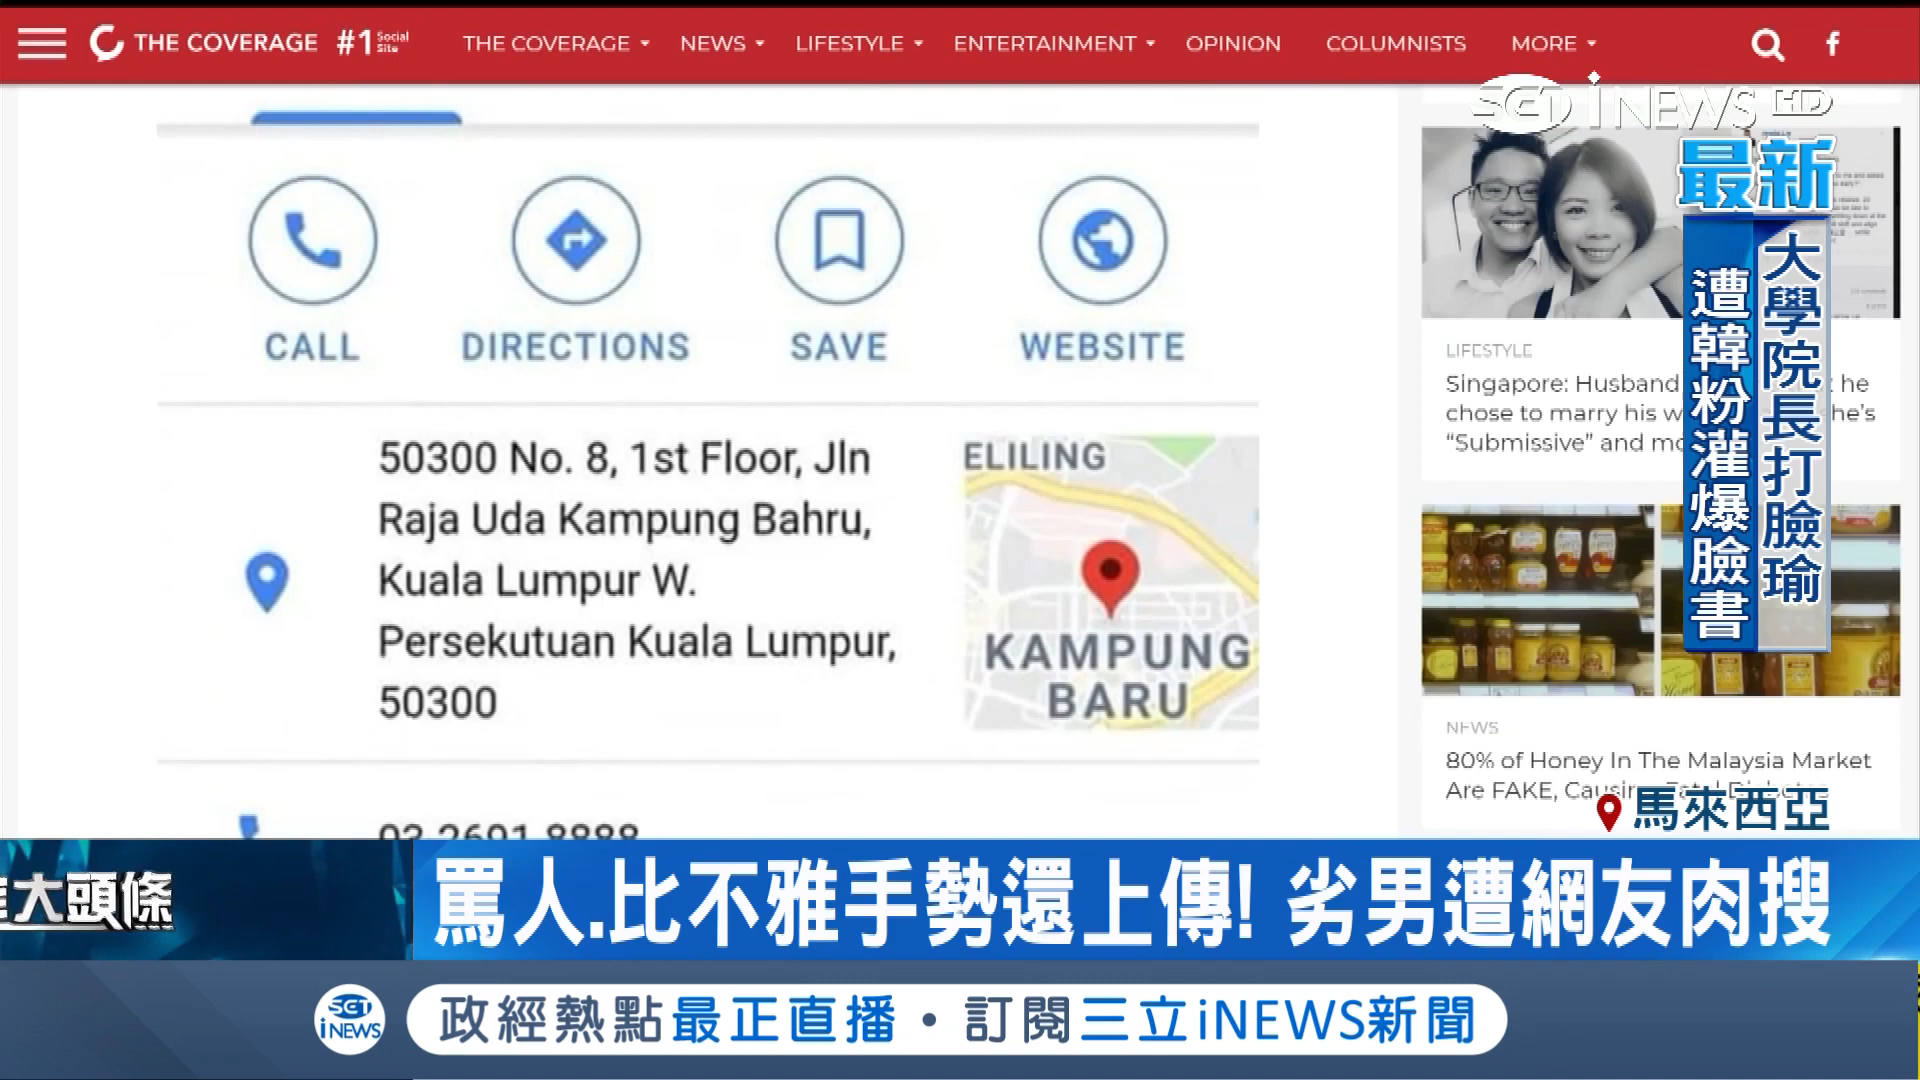 THE COVERAGE #1 Social Site
THE COVERAGE NEWS LIFESTYLE ENTERTAINMENT OPINION COLUMNISTS MORE
SET iNEWS HD
最新
大學院長打臉瑜
遭韓粉灌爆臉書
CALL DIRECTIONS SAVE WEBSITE
50300 No. 8, 1st Floor, Jln
Raja Uda Kampung Bahru,
Kuala Lumpur W.
Persekutuan Kuala Lumpur,
50300
ELILING
KAMPUNG
BARU
03 2691 8888
LIFESTYLE
Singapore: Husband he
chose to marry his she's
“Submissive” and
NEWS
80% of Honey In The Malaysia Market
Are FAKE,
馬來西亞
大頭條
罵人.比不雅手勢還上傳! 劣男遭網友肉搜
SET iNEWS
政經熱點最正直播・訂閱三立iNEWS新聞